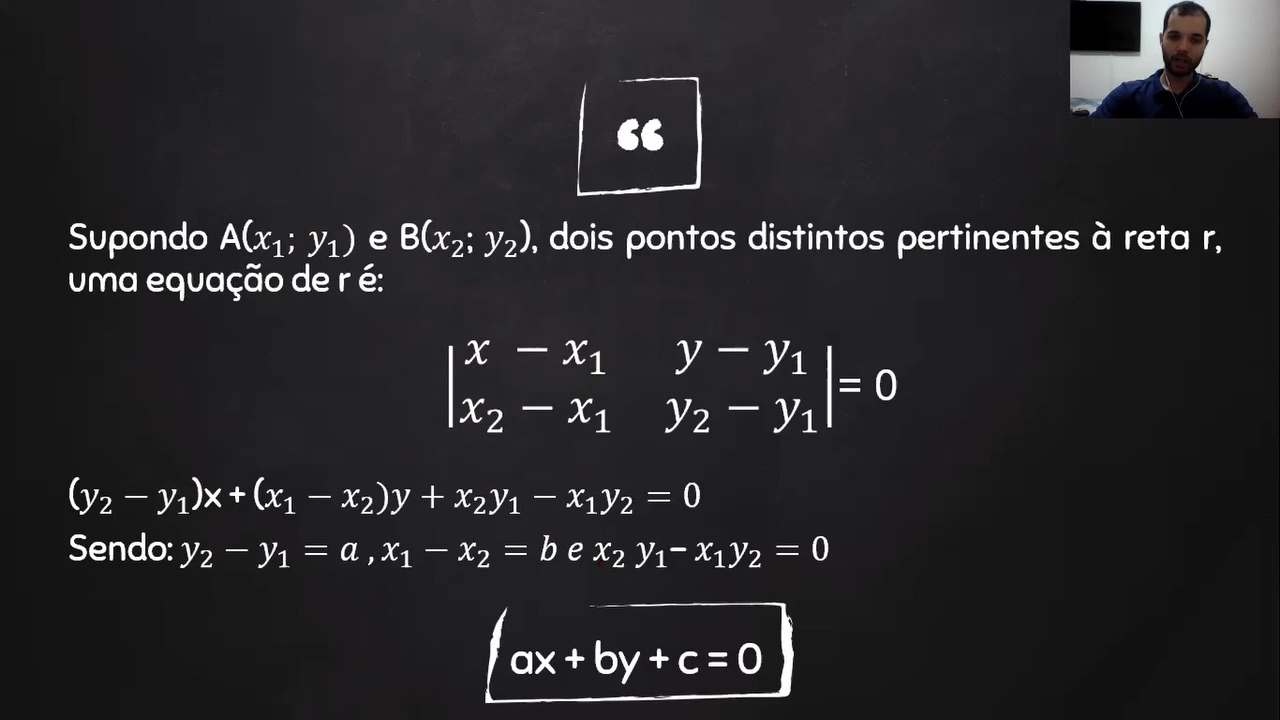 “
Supondo A(x₁; y₁) e B(x₂; y₂), dois pontos distintos pertinentes à reta r,
uma equação de r é:
|x − x₁ y − y₁|
|x₂ − x₁ y₂ − y₁| = 0
(y₂ − y₁)x + (x₁ − x₂)y + x₂y₁ − x₁y₂ = 0
Sendo: y₂ − y₁ = a , x₁ − x₂ = b e x₂ y₁– x₁y₂ = 0
ax + by + c = 0